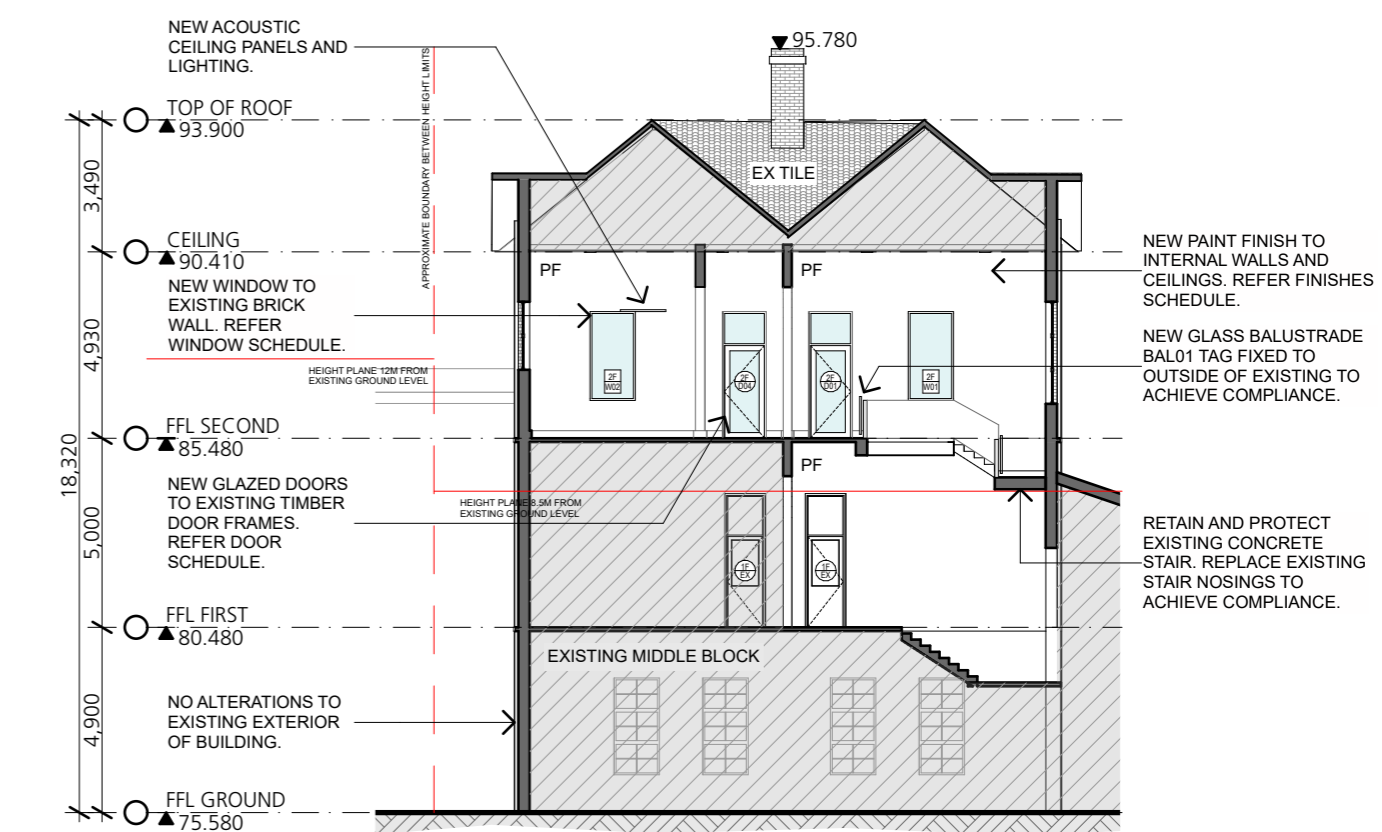 NEW ACOUSTIC
CEILING PANELS AND
LIGHTING.
95.780
APPROXIMATE BOUNDARY BETWEEN HEIGHT LIMITS
TOP OF ROOF
93.900
3,490
EX TILE
CEILING
90.410
PF
PF
NEW PAINT FINISH TO
INTERNAL WALLS AND
CEILINGS. REFER FINISHES
SCHEDULE.
NEW WINDOW TO
EXISTING BRICK
WALL. REFER
WINDOW SCHEDULE.
4,930
HEIGHT PLANE 12M FROM
EXISTING GROUND LEVEL
2F
W02
2F
D04
2F
D01
2F
W01
NEW GLASS BALUSTRADE
BAL01 TAG FIXED TO
OUTSIDE OF EXISTING TO
ACHIEVE COMPLIANCE.
FFL SECOND
85.480
18,320
PF
NEW GLAZED DOORS
TO EXISTING TIMBER
DOOR FRAMES.
REFER DOOR
SCHEDULE.
HEIGHT PLANE 8.5M FROM
EXISTING GROUND LEVEL
5,000
1F
EX
1F
EX
RETAIN AND PROTECT
EXISTING CONCRETE
STAIR. REPLACE EXISTING
STAIR NOSINGS TO
ACHIEVE COMPLIANCE.
FFL FIRST
80.480
EXISTING MIDDLE BLOCK
4,900
NO ALTERATIONS TO
EXISTING EXTERIOR
OF BUILDING.
FFL GROUND
75.580